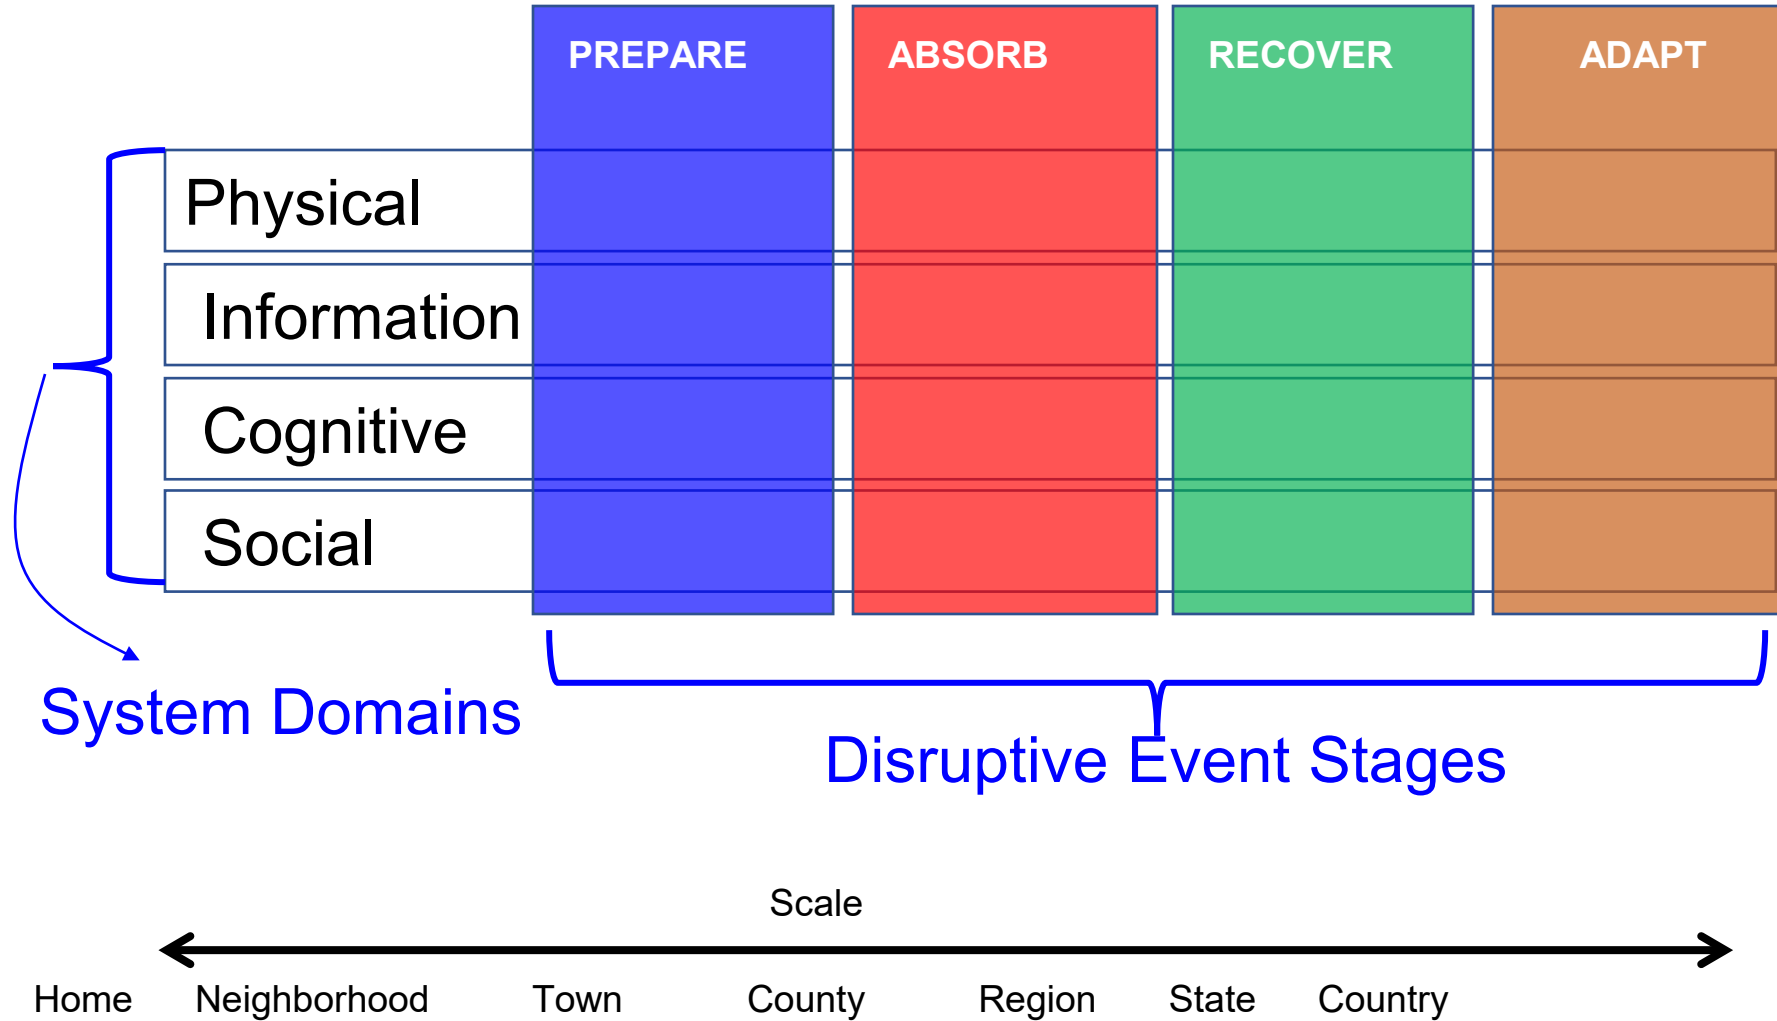 PREPARE ABSORB RECOVER ADAPT
Physical
Information
Cognitive
Social
System Domains
Disruptive Event Stages
Scale
Home Neighborhood Town County Region State Country